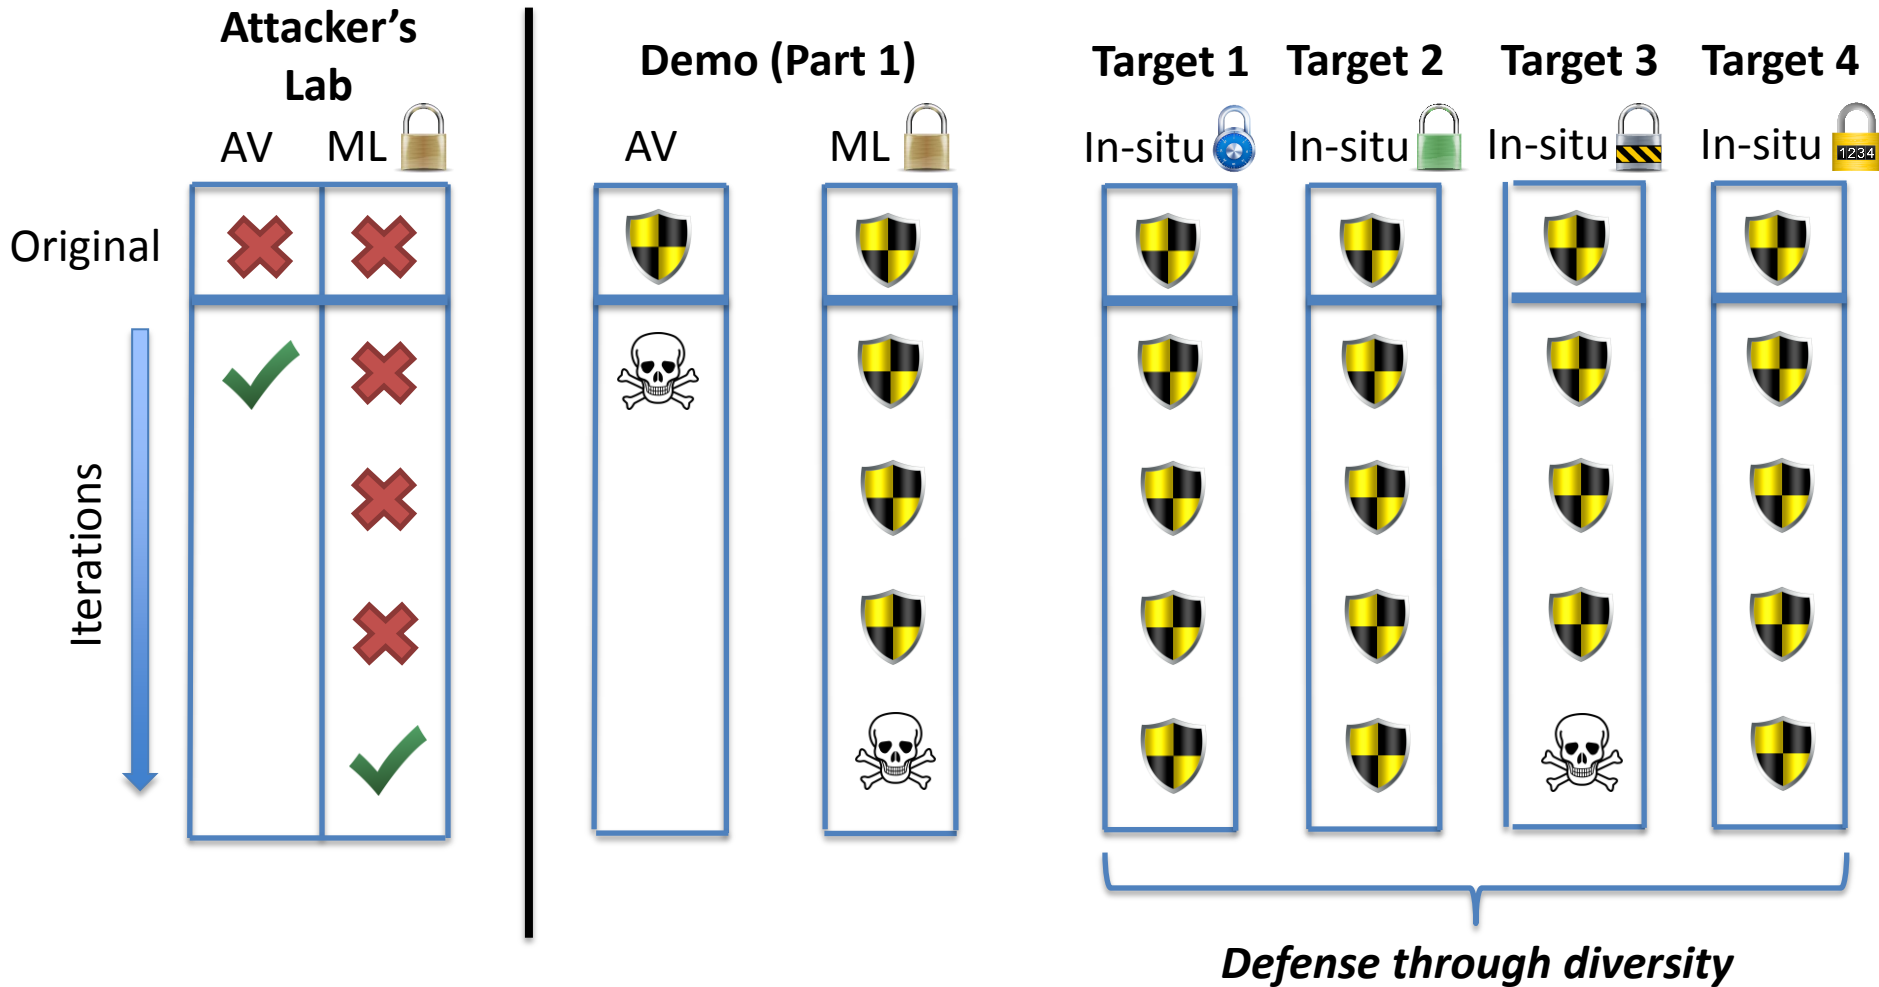 Attacker’s
Lab
Demo (Part 1)
Target 1
Target 2
Target 3
Target 4
AV
ML
AV
ML
In-situ
In-situ
In-situ
In-situ
1234
Original
Iterations
Defense through diversity